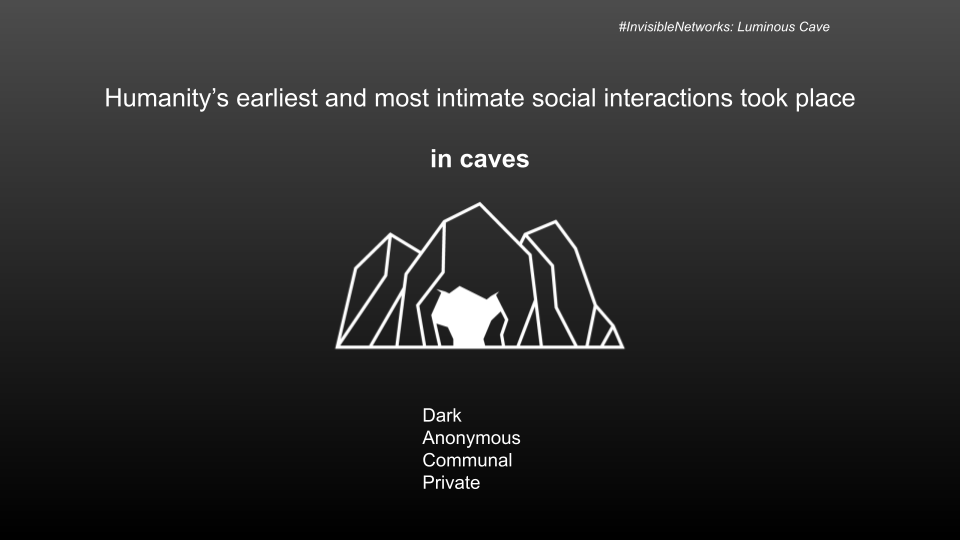 #InvisibleNetworks: Luminous Cave
Humanity’s earliest and most intimate social interactions took place
in caves
Dark
Anonymous
Communal
Private